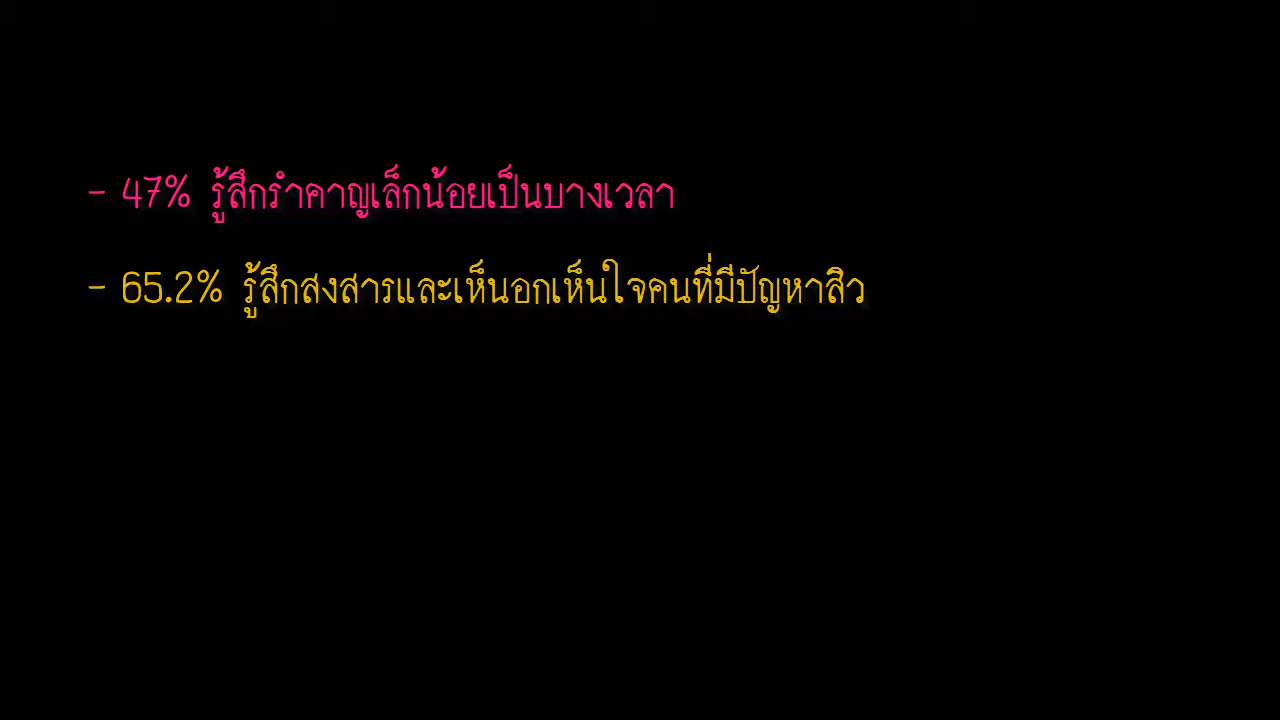 - 47% รู้สึกรำคาญเล็กน้อยเป็นบางเวลา
- 65.2% รู้สึกสงสารและเห็นอกเห็นใจคนที่มีปัญหาสิว